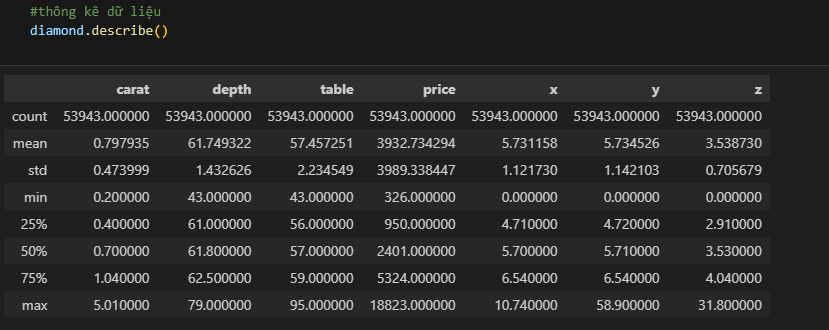 #thông kê dữ liệu
diamond.describe()
carat depth table price x y z
count 53943.000000 53943.000000 53943.000000 53943.000000 53943.000000 53943.000000 53943.000000
mean 0.797935 61.749322 57.457251 3932.734294 5.731158 5.734526 3.538730
std 0.473999 1.432626 2.234549 3989.338447 1.121730 1.142103 0.705679
min 0.200000 43.000000 43.000000 326.000000 0.000000 0.000000 0.000000
25% 0.400000 61.000000 56.000000 950.000000 4.710000 4.720000 2.910000
50% 0.700000 61.800000 57.000000 2401.000000 5.700000 5.710000 3.530000
75% 1.040000 62.500000 59.000000 5324.000000 6.540000 6.540000 4.040000
max 5.010000 79.000000 95.000000 18823.000000 10.740000 58.900000 31.800000